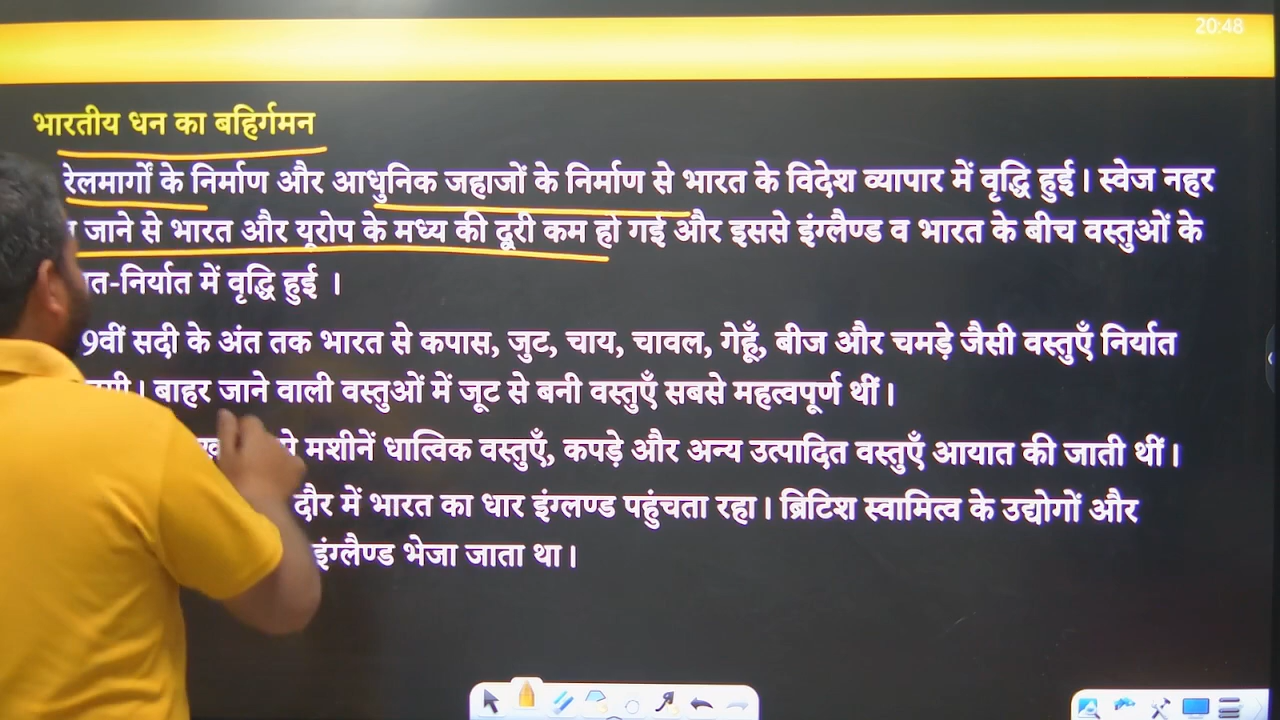 20:48
भारतीय धन का बहिर्गमन
रेलमार्गों के निर्माण और आधुनिक जहाजों के निर्माण से भारत के विदेश व्यापार में वृद्धि हुई। स्वेज नहर
जाने से भारत और यूरोप के मध्य की दूरी कम हो गई और इससे इंग्लैण्ड व भारत के बीच वस्तुओं के
त-निर्यात में वृद्धि हुई ।
9वीं सदी के अंत तक भारत से कपास, जुट, चाय, चावल, गेहूँ, बीज और चमड़े जैसी वस्तुएँ निर्यात
बाहर जाने वाली वस्तुओं में जूट से बनी वस्तुएँ सबसे महत्वपूर्ण थीं।
मशीनें धात्विक वस्तुएँ, कपड़े और अन्य उत्पादित वस्तुएँ आयात की जाती थीं।
दौर में भारत का धार इंग्लण्ड पहुंचता रहा। ब्रिटिश स्वामित्व के उद्योगों और
इंग्लैण्ड भेजा जाता था।